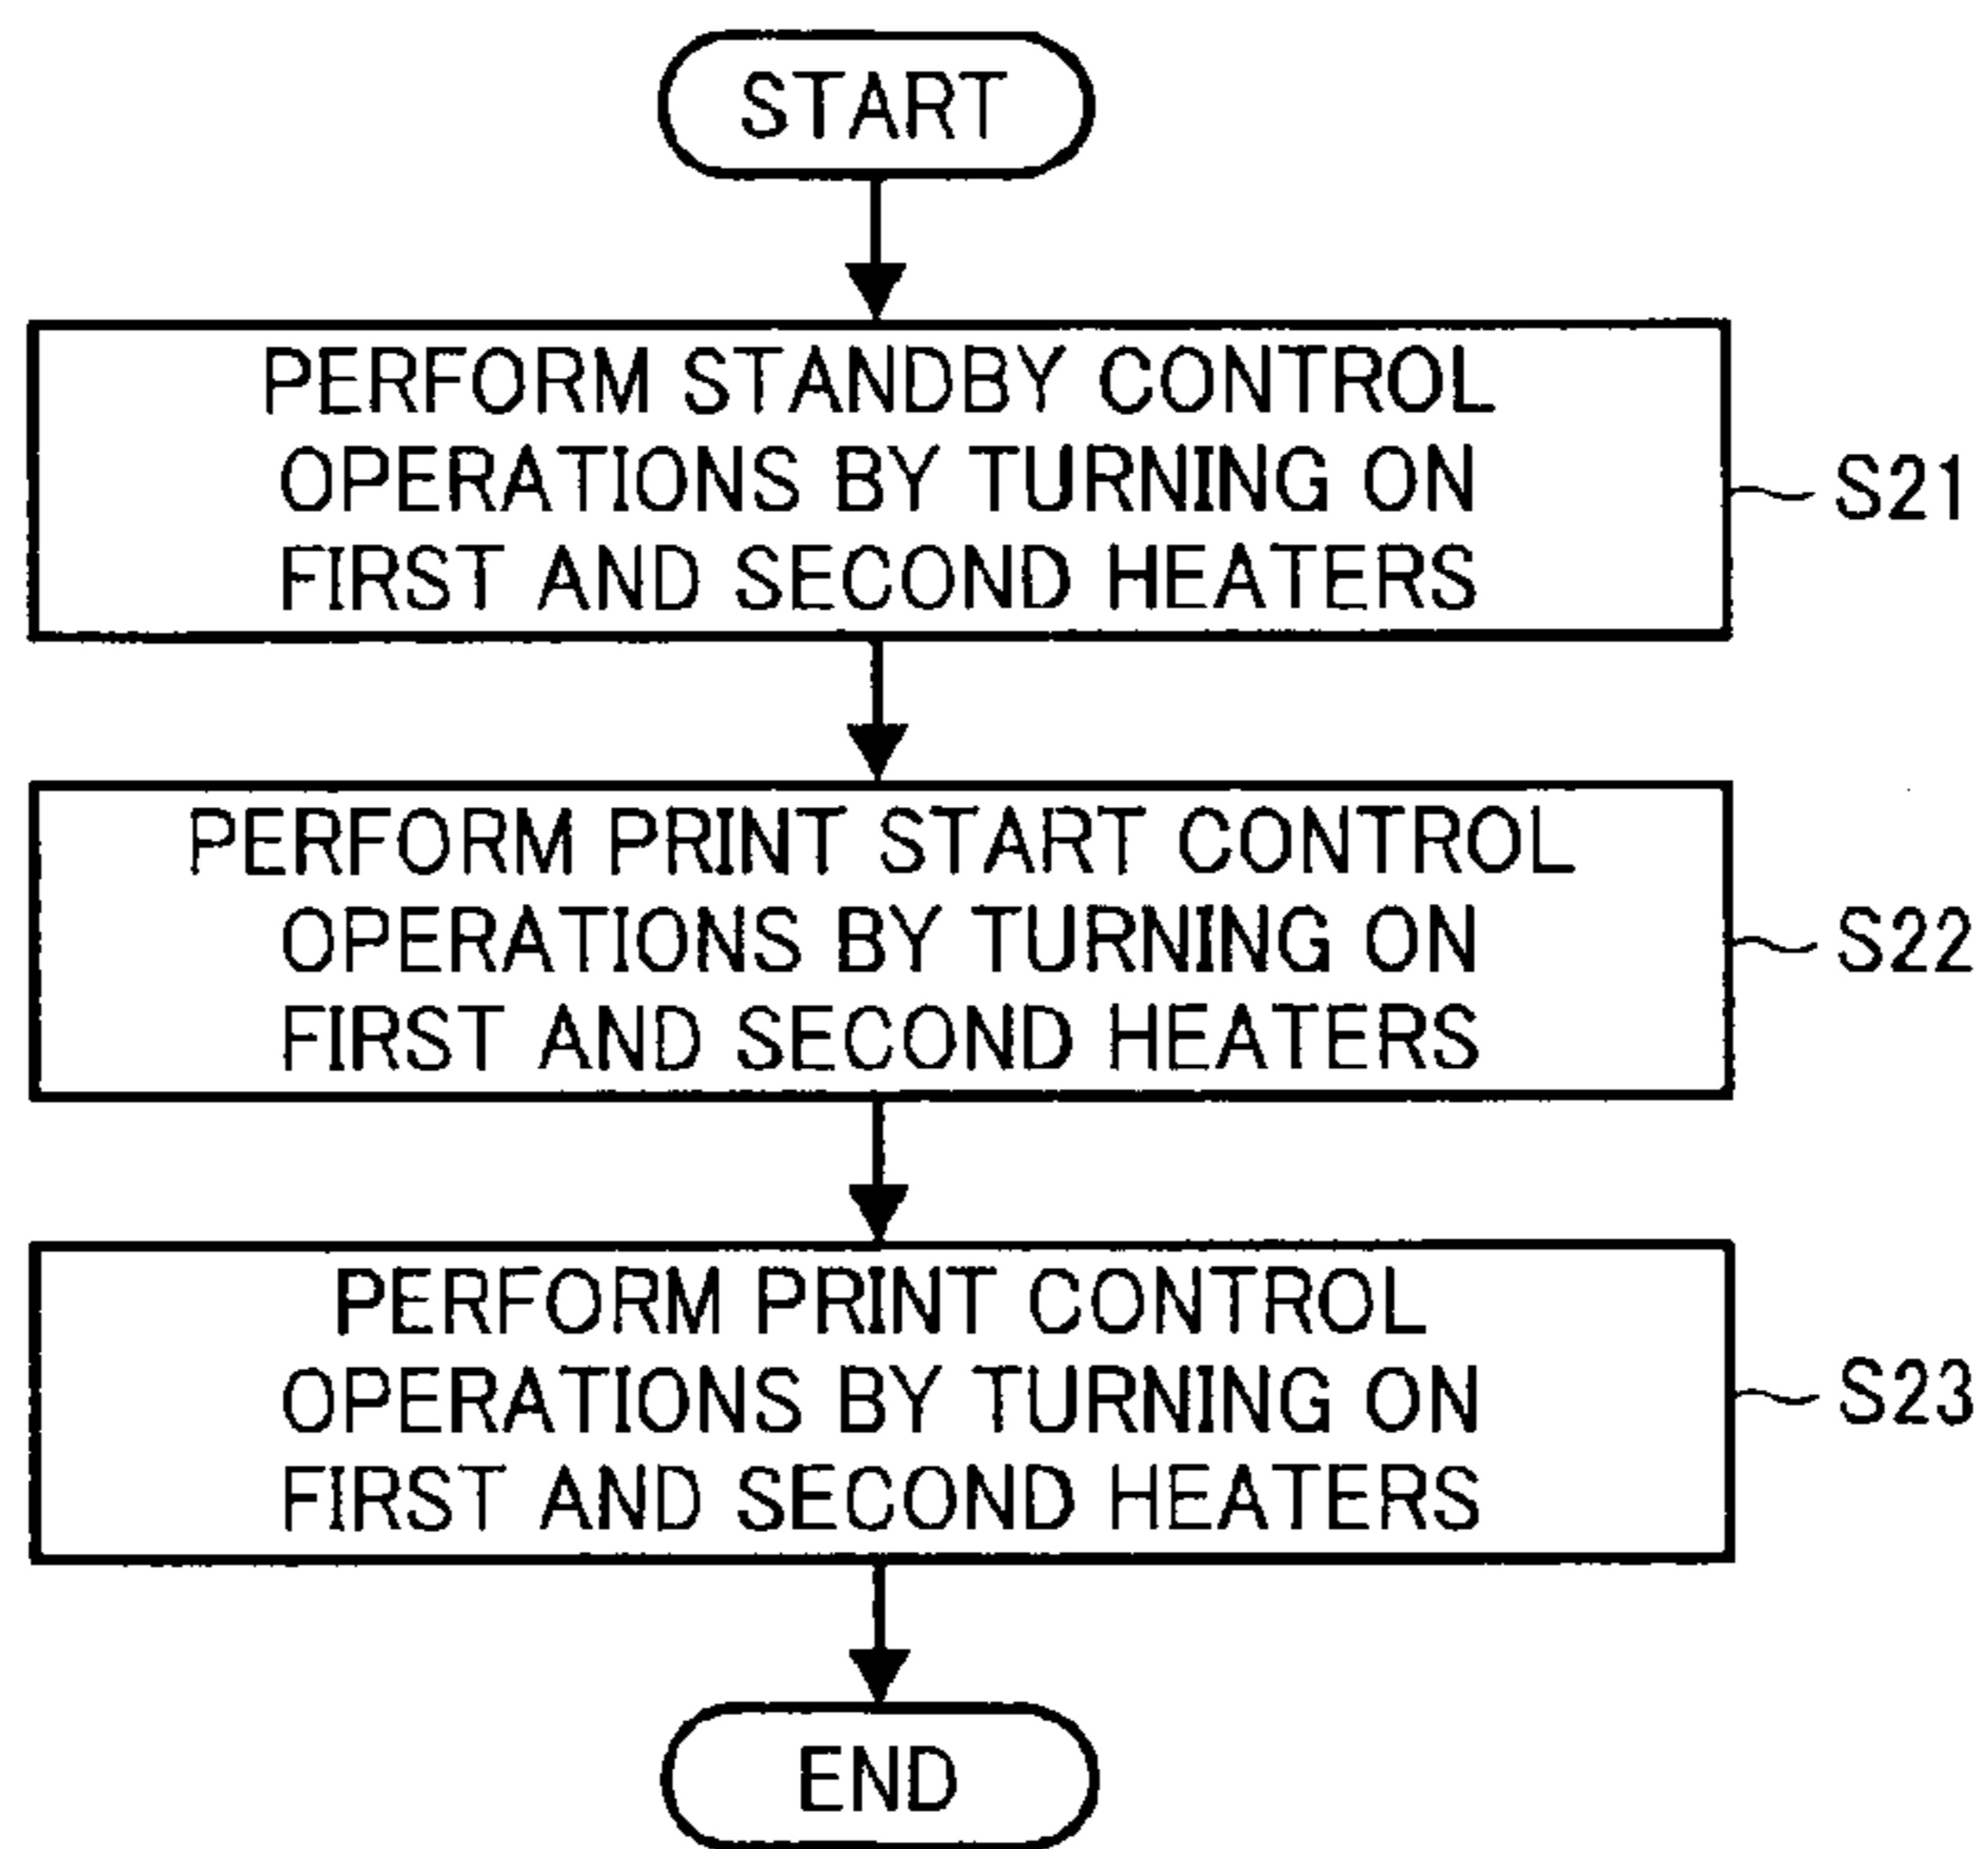 START
PERFORM STANDBY CONTROL
OPERATIONS BY TURNING ON
FIRST AND SECOND HEATERS
S21
PERFORM PRINT START CONTROL
OPERATIONS BY TURNING ON
FIRST AND SECOND HEATERS
S22
PERFORM PRINT CONTROL
OPERATIONS BY TURNING ON
FIRST AND SECOND HEATERS
S23
END